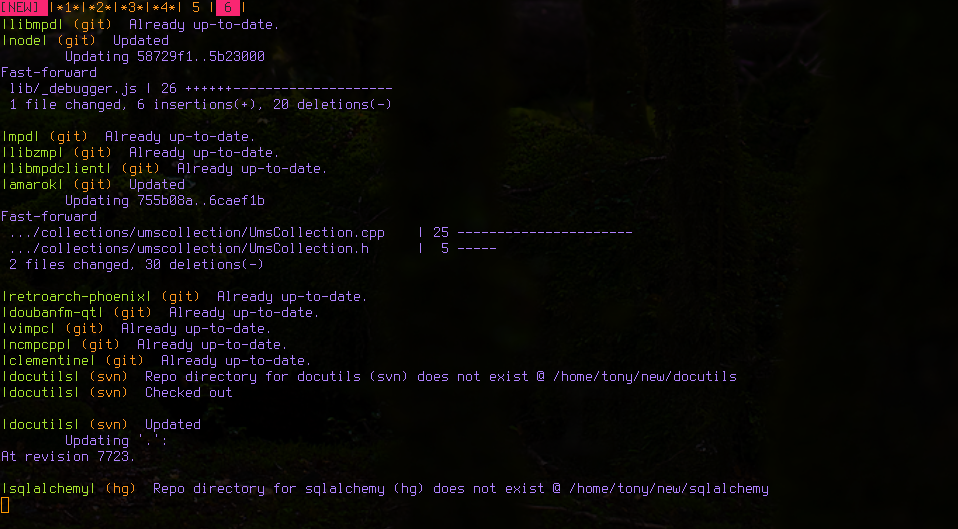 [NEW] |*1*|*2*|*3*|*4*| 5 | 6 |
|libmpd| (git)  Already up-to-date.
|node| (git)  Updated
        Updating 58729f1..5b23000
Fast-forward
 lib/_debugger.js | 26 ++++++--------------------
 1 file changed, 6 insertions(+), 20 deletions(-)
|mpd| (git)  Already up-to-date.
|libzmp| (git)  Already up-to-date.
|libmpdclient| (git)  Already up-to-date.
|amarok| (git)  Updated
        Updating 755b08a..6caef1b
Fast-forward
 .../collections/umscollection/UmsCollection.cpp    | 25 ----------------------
 .../collections/umscollection/UmsCollection.h      |  5 -----
 2 files changed, 30 deletions(-)
|retroarch-phoenix| (git)  Already up-to-date.
|doubanfm-qt| (git)  Already up-to-date.
|vimpc| (git)  Already up-to-date.
|ncmpcpp| (git)  Already up-to-date.
|clementine| (git)  Already up-to-date.
|docutils| (svn)  Repo directory for docutils (svn) does not exist @ /home/tony/new/docutils
|docutils| (svn)  Checked out
|docutils| (svn)  Updated
        Updating '.':
At revision 7723.
|sqlalchemy| (hg)  Repo directory for sqlalchemy (hg) does not exist @ /home/tony/new/sqlalchemy